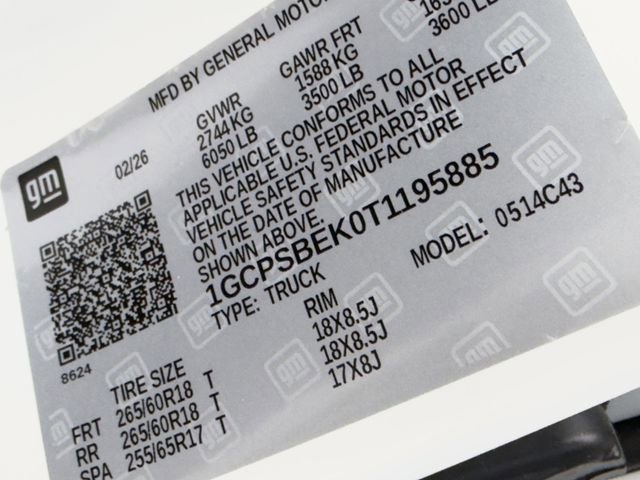 MFD BY GENERAL MOTOR
gm
02/26
GVWR
2744 KG
6050 LB
GAWR FRT
1588 KG
3500 LB
3600 LB
THIS VEHICLE CONFORMS TO ALL
APPLICABLE U.S. FEDERAL MOTOR
VEHICLE SAFETY STANDARDS IN EFFECT
ON THE DATE OF MANUFACTURE
SHOWN ABOVE.
1GCPSBEK0T1195885
TYPE: TRUCK
MODEL: 0514C43
8624
TIRE SIZE RIM
FRT 265/60R18 T 18X8.5J
RR 265/60R18 T 18X8.5J
SPA 255/65R17 T 17X8J